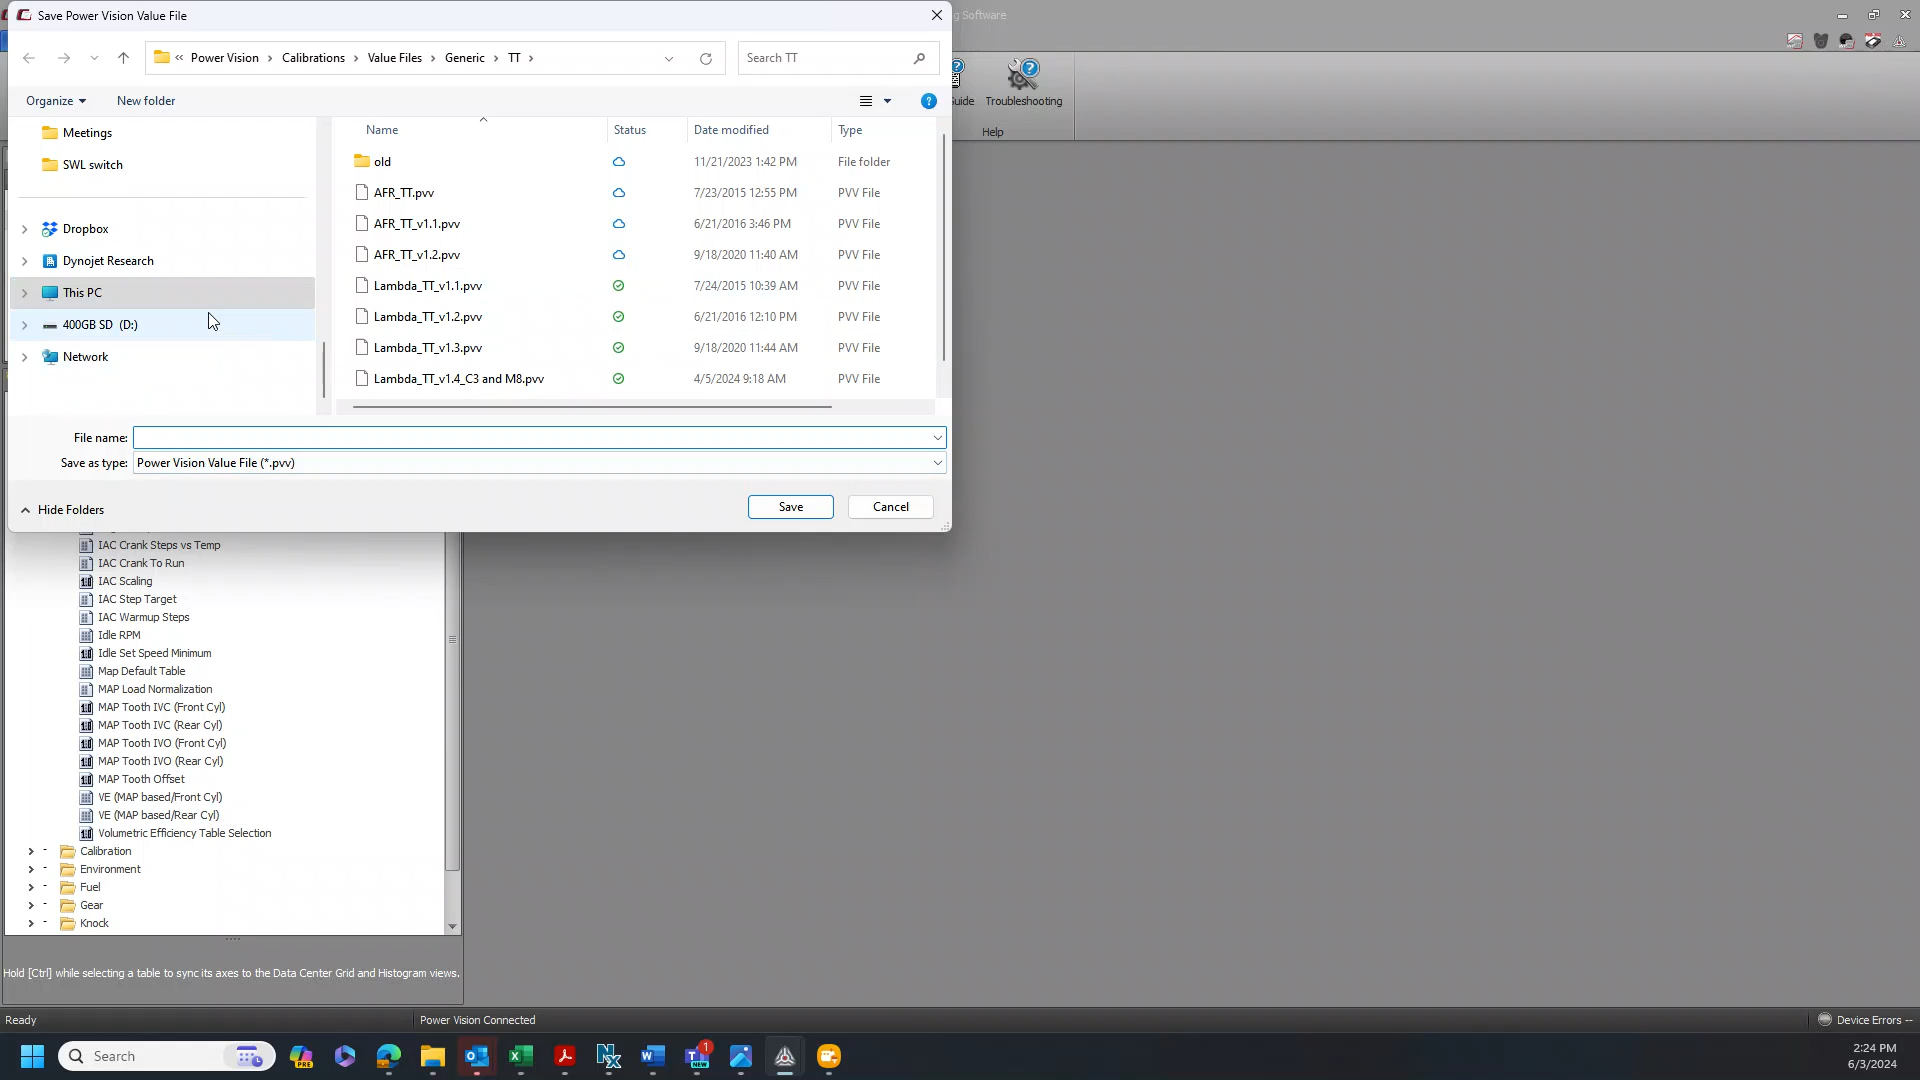 Save Power Vision Value File
g Software
« Power Vision › Calibrations › Value Files › Generic › TT ›
Search TT
Organize
New folder
Troubleshooting
Help
Meetings
SWL switch
Dropbox
Dynojet Research
This PC
400GB SD (D:)
Network
Name Status Date modified Type
old 11/21/2023 1:42 PM File folder
AFR_TT.pvv 7/23/2015 12:55 PM PVV File
AFR_TT_v1.1.pvv 6/21/2016 3:46 PM PVV File
AFR_TT_v1.2.pvv 9/18/2020 11:40 AM PVV File
Lambda_TT_v1.1.pvv 7/24/2015 10:39 AM PVV File
Lambda_TT_v1.2.pvv 6/21/2016 12:10 PM PVV File
Lambda_TT_v1.3.pvv 9/18/2020 11:44 AM PVV File
Lambda_TT_v1.4_C3 and M8.pvv 4/5/2024 9:18 AM PVV File
File name:
Save as type: Power Vision Value File (*.pvv)
Hide Folders
Save
Cancel
IAC Crank Steps vs Temp
IAC Crank To Run
IAC Scaling
IAC Step Target
IAC Warmup Steps
Idle RPM
Idle Set Speed Minimum
Map Default Table
MAP Load Normalization
MAP Tooth IVC (Front Cyl)
MAP Tooth IVC (Rear Cyl)
MAP Tooth IVO (Front Cyl)
MAP Tooth IVO (Rear Cyl)
MAP Tooth Offset
VE (MAP based/Front Cyl)
VE (MAP based/Rear Cyl)
Volumetric Efficiency Table Selection
Calibration
Environment
Fuel
Gear
Knock
Hold [Ctrl] while selecting a table to sync its axes to the Data Center Grid and Histogram views.
Ready
Power Vision Connected
Device Errors --
Search
PRE
1
NEW
2:24 PM
6/3/2024